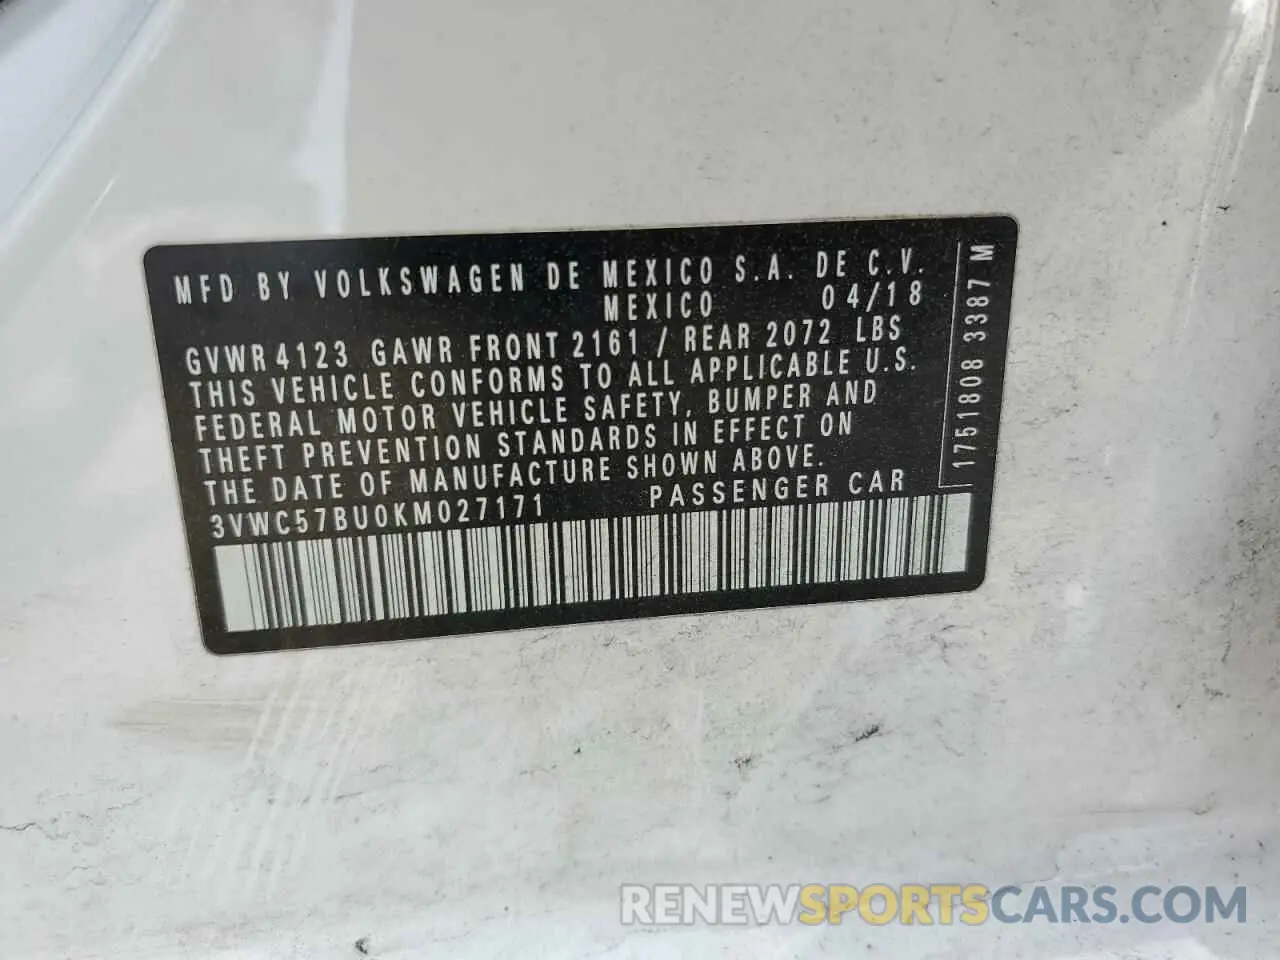 MFD BY VOLKSWAGEN DE MEXICO S.A. DE C.V.
MEXICO 04/18
GVWR 4123 GAWR FRONT 2161 / REAR 2072 LBS
THIS VEHICLE CONFORMS TO ALL APPLICABLE U.S.
FEDERAL MOTOR VEHICLE SAFETY, BUMPER AND
THEFT PREVENTION STANDARDS IN EFFECT ON
THE DATE OF MANUFACTURE SHOWN ABOVE.
3VWC57BU0KM027171 PASSENGER CAR
1751808 3387 M
RENEWSPORTSCARS.COM